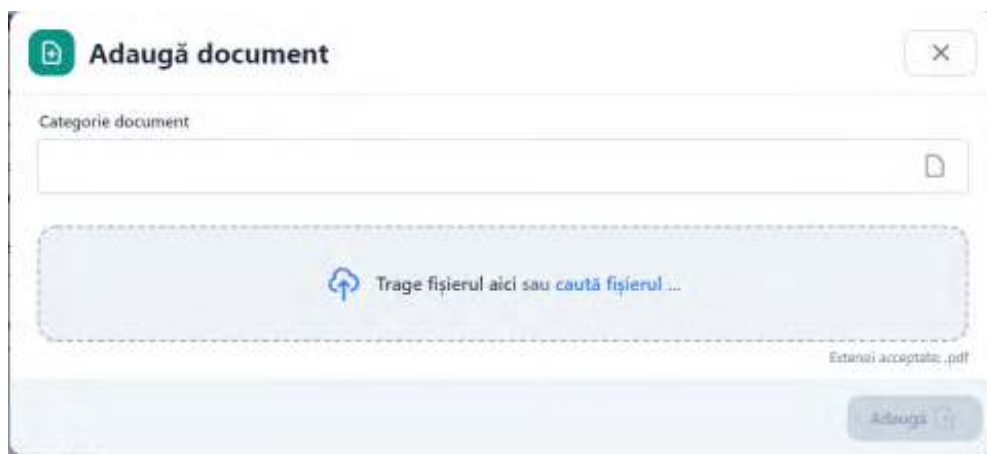 Adaugă document
Categorie document
Trage fișierul aici sau caută fișierul ...
Extensii acceptate: .pdf
Adaugă